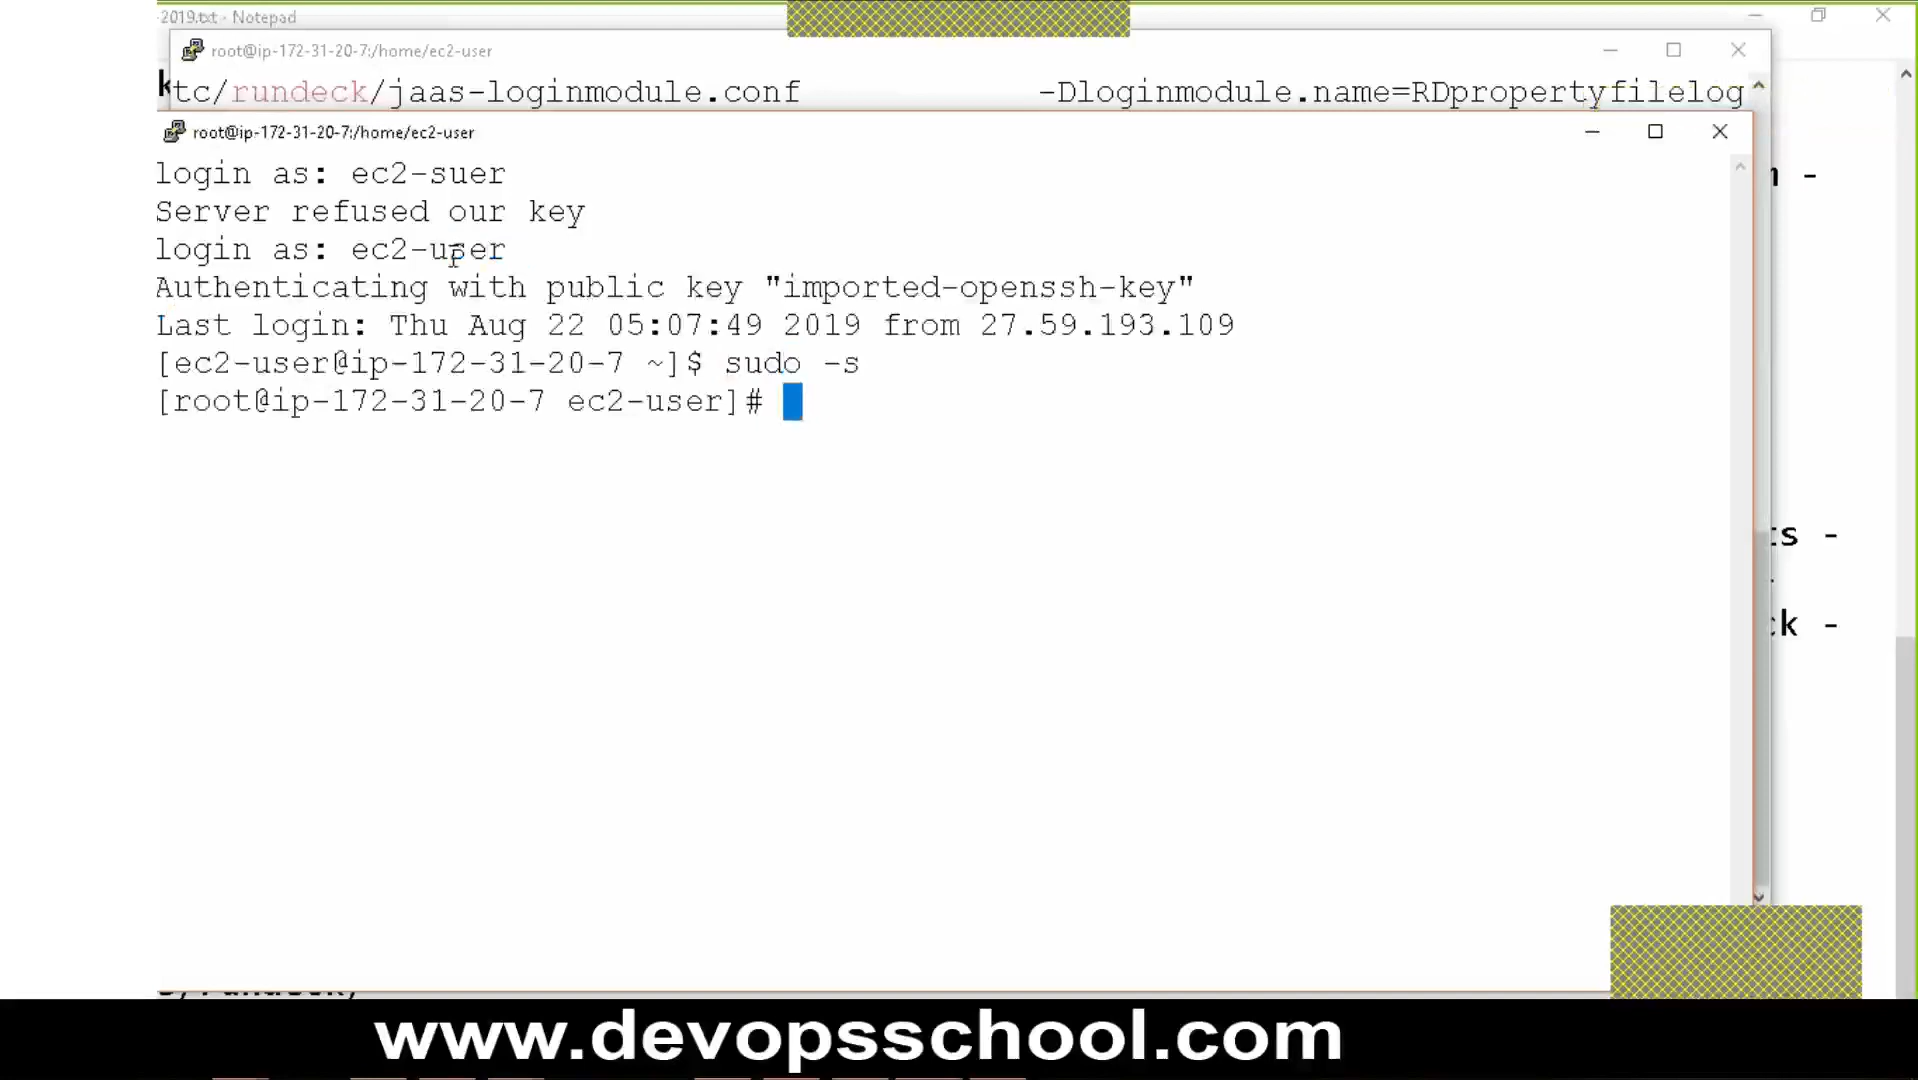 2019.txt - Notepad
root@ip-172-31-20-7:/home/ec2-user
tc/rundeck/jaas-loginmodule.conf -Dloginmodule.name=RDpropertyfilelog
root@ip-172-31-20-7:/home/ec2-user
login as: ec2-suer
Server refused our key
login as: ec2-user
Authenticating with public key "imported-openssh-key"
Last login: Thu Aug 22 05:07:49 2019 from 27.59.193.109
[ec2-user@ip-172-31-20-7 ~]$ sudo -s
[root@ip-172-31-20-7 ec2-user]#
ts -
ck -
www.devopsschool.com